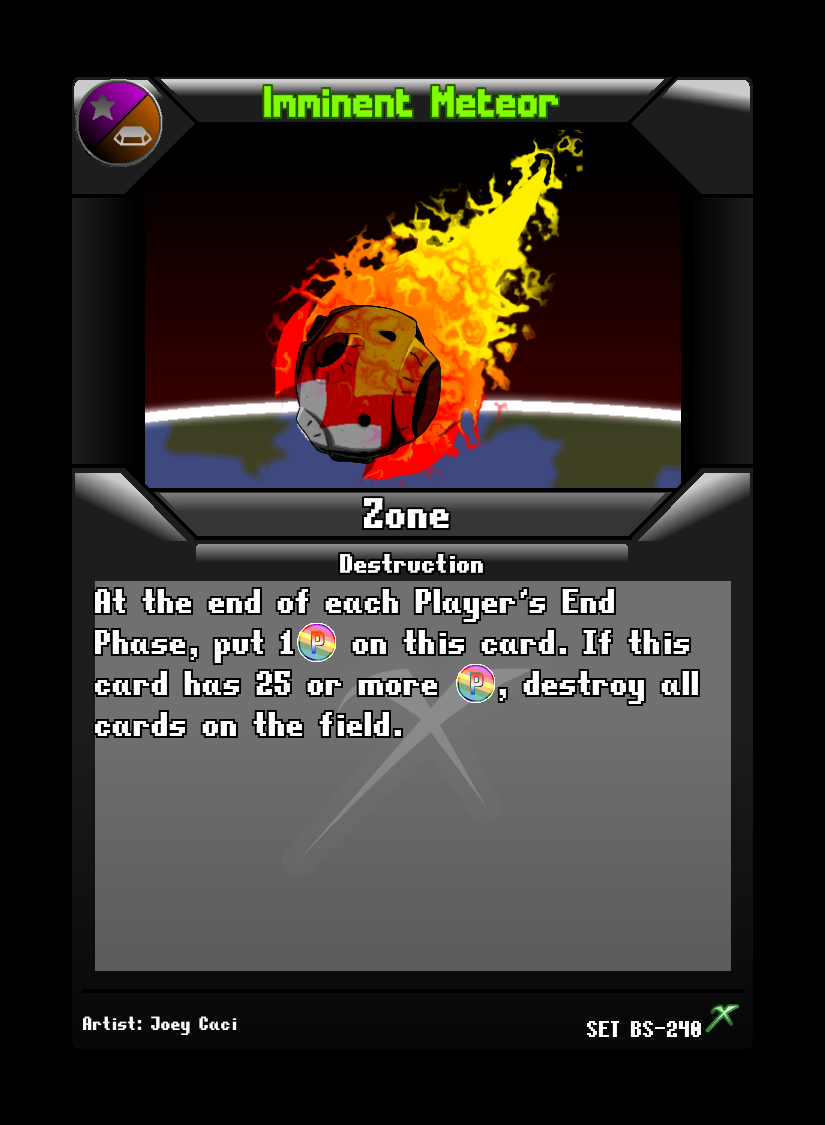 Imminent Meteor
Zone
Destruction
At the end of each Player's End
Phase, put 1 P on this card. If this
card has 25 or more P, destroy all
cards on the field.
Artist: Joey Caci
SET BS-240